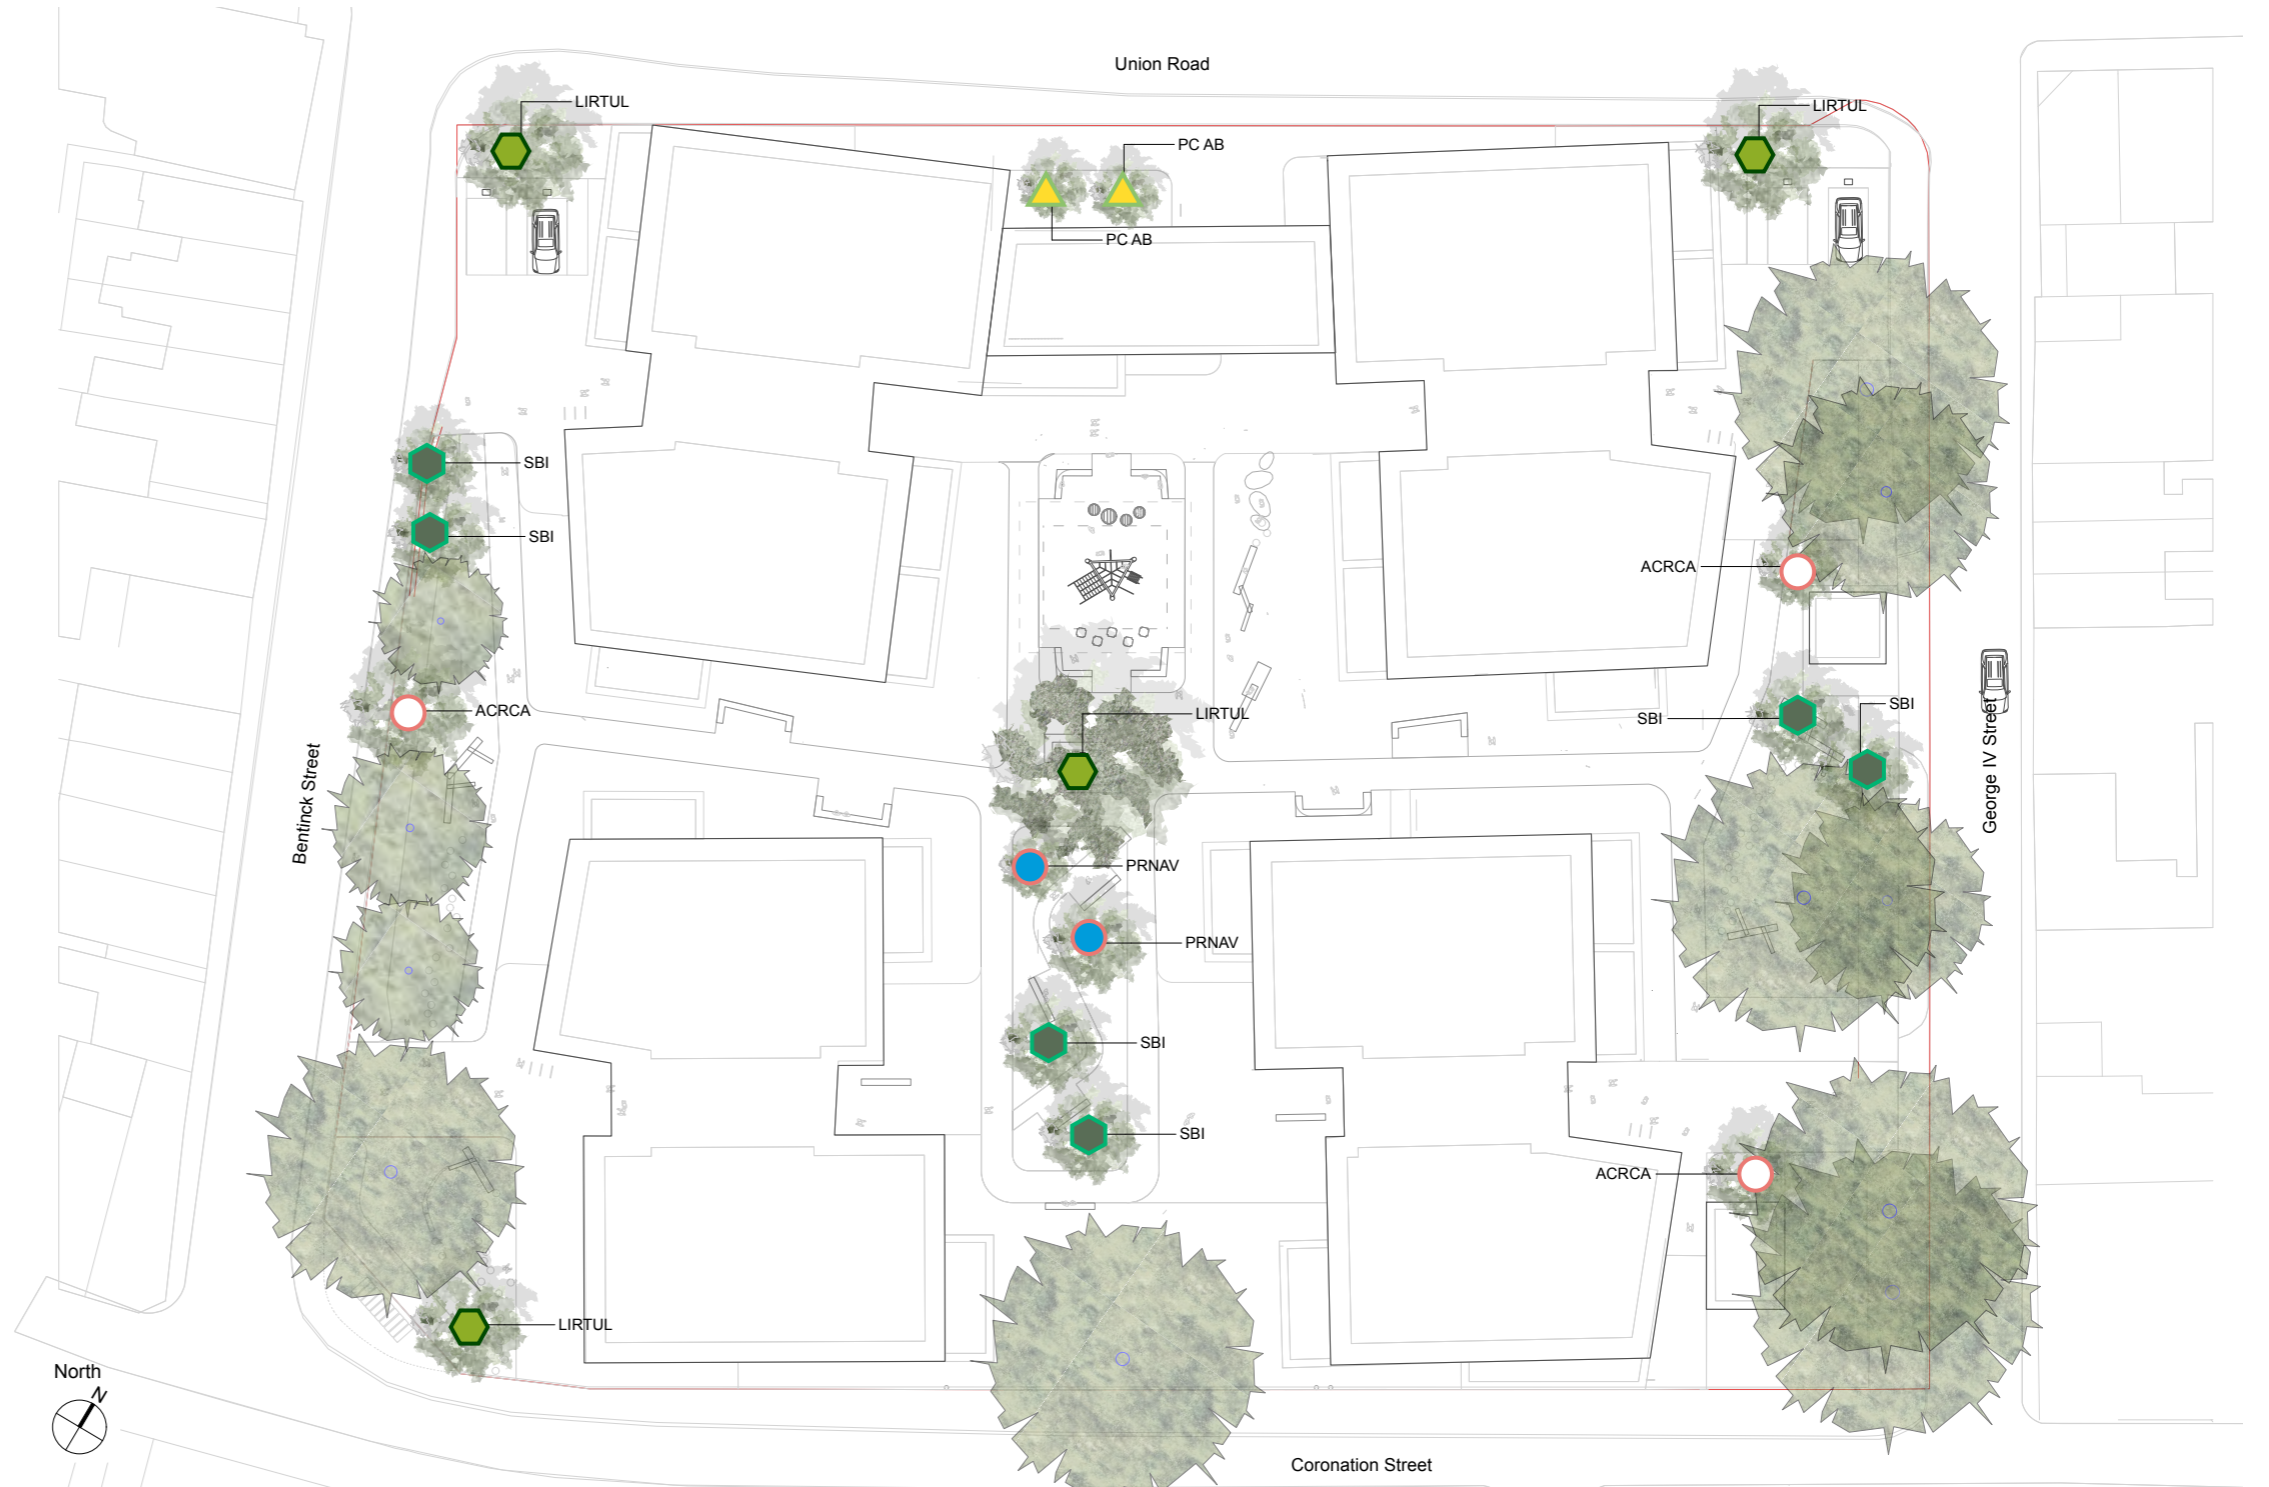 Union Road
LIRTUL
LIRTUL
PC AB
PC AB
SBI
SBI
ACRCA
ACRCA
SBI
SBI
LIRTUL
Bentinck Street
George IV Street
PRNAV
PRNAV
SBI
SBI
ACRCA
LIRTUL
North
N
Coronation Street